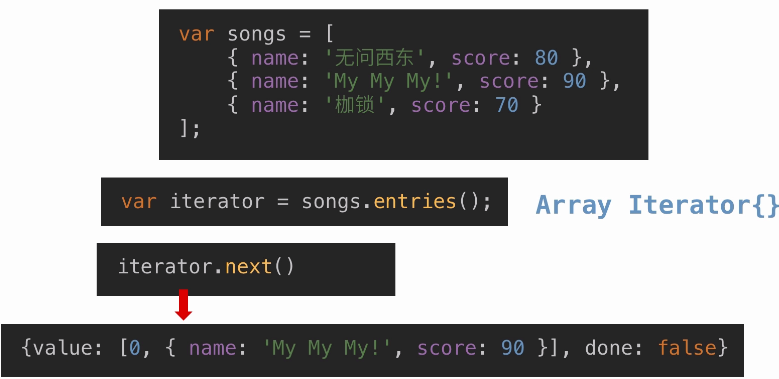 var songs = [
{ name: '无问西东', score: 80 },
{ name: 'My My My!', score: 90 },
{ name: '枷锁', score: 70 }
];
var iterator = songs.entries();
Array Iterator{}
iterator.next()
{value: [0, { name: 'My My My!', score: 90 }], done: false}